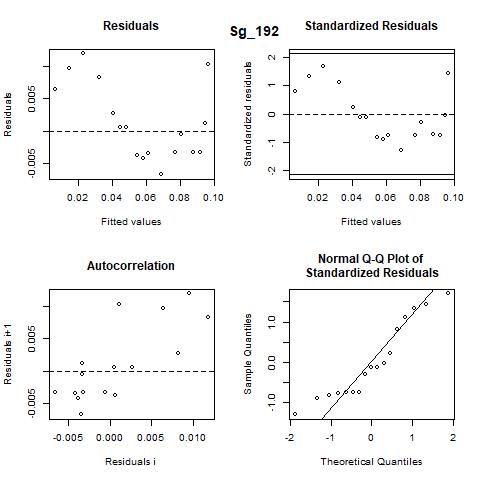 Sg_192
Residuals
Residuals
-0.005
0.005
0.02
0.04
0.06
0.08
0.10
Fitted values
Standardized Residuals
Standardized residuals
-2
-1
0
1
2
0.02
0.04
0.06
0.08
0.10
Fitted values
Autocorrelation
Residuals i+1
-0.005
0.005
-0.005
0.000
0.005
0.010
Residuals i
Normal Q-Q Plot of
Standardized Residuals
Sample Quantiles
-1.0
0.0
1.0
-2
-1
0
1
2
Theoretical Quantiles